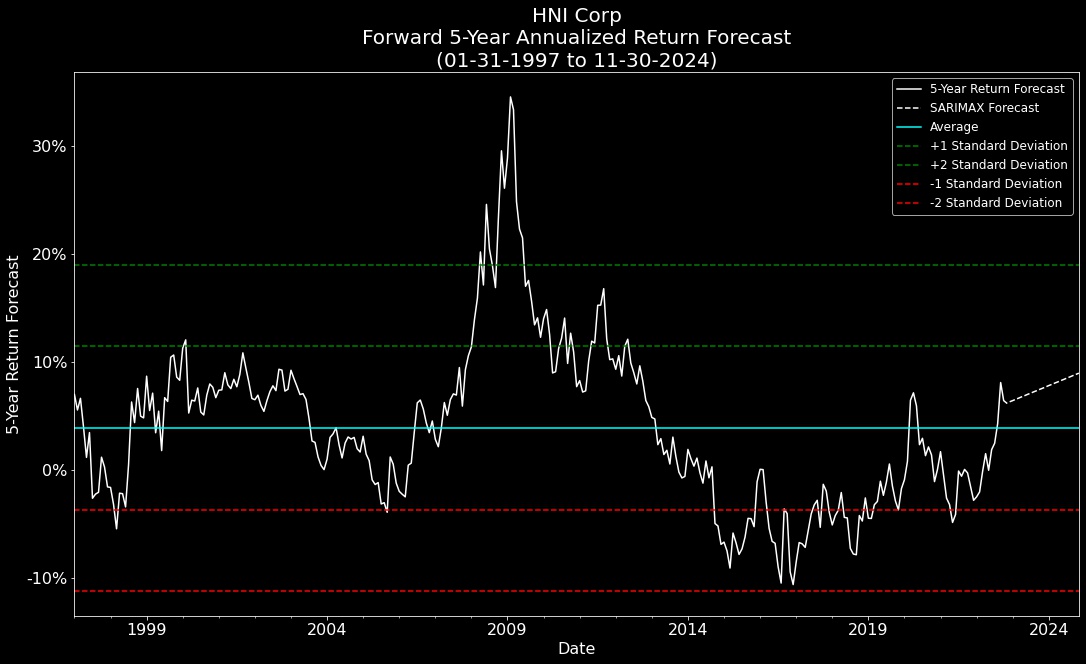 HNI Corp
Forward 5-Year Annualized Return Forecast
(01-31-1997 to 11-30-2024)
5-Year Return Forecast
SARIMAX Forecast
Average
+1 Standard Deviation
+2 Standard Deviation
-1 Standard Deviation
-2 Standard Deviation
5-Year Return Forecast
30%
20%
10%
0%
-10%
1999 2004 2009 2014 2019 2024
Date